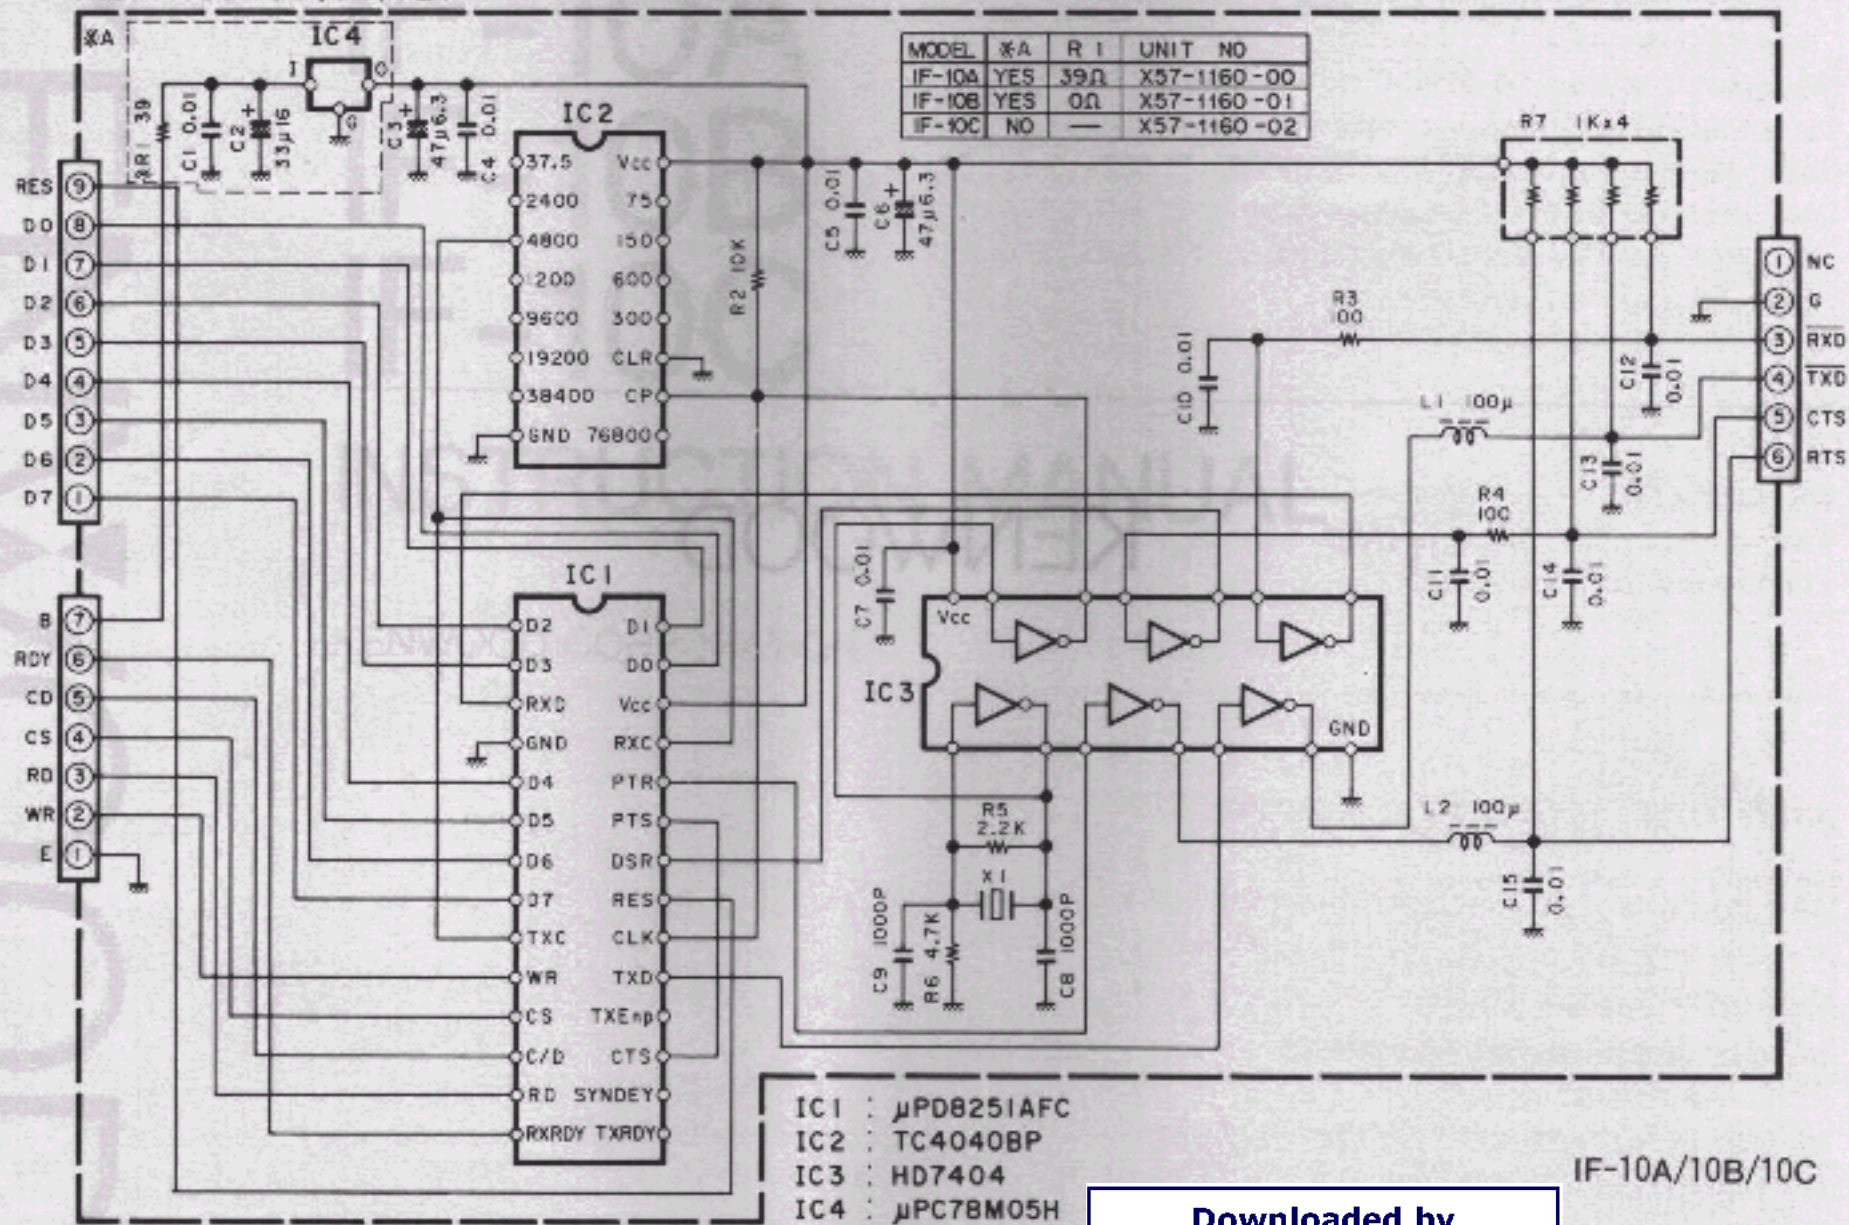 ※A
IC4
I
O
G
※R1 39
C1 0.01
C2 33μ16
C3 47μ6.3
C4 0.01
MODEL ※A R1 UNIT NO
IF-10A YES 39Ω X57-1160-00
IF-10B YES 0Ω X57-1160-01
IF-10C NO — X57-1160-02
IC2
37.5 Vcc
2400 75
4800 150
1200 600
9600 300
19200 CLR
38400 CP
GND 76800
R2 10K
C5 0.01
C6 47μ6.3
R7 1Kx4
RES 9
D0 8
D1 7
D2 6
D3 5
D4 4
D5 3
D6 2
D7 1
1 NC
2 G
3 RXD
4 TXD
5 CTS
6 RTS
R3
100
C10 0.01
C12 0.01
L1 100μ
C13 0.01
R4
100
C11 0.01
C14 0.01
INSTRUCTION MANUAL
KENWOOD
B 7
RDY 6
CD 5
CS 4
RD 3
WR 2
E 1
IC1
D2 D1
D3 D0
RXD Vcc
GND RXC
D4 PTR
D5 PTS
D6 DSR
D7 RES
TXC CLK
WR TXD
CS TXEnp
C/D CTS
RD SYNDEY
RXRDY TXRDY
C7 0.01
Vcc
IC3
GND
R5
2.2K
X1
C9 1000P
R6 4.7K
C8 1000P
L2 100μ
C15 0.01
IC1 : μPD8251AFC
IC2 : TC4040BP
IC3 : HD7404
IC4 : μPC78M05H
IF-10A/10B/10C
Downloaded by